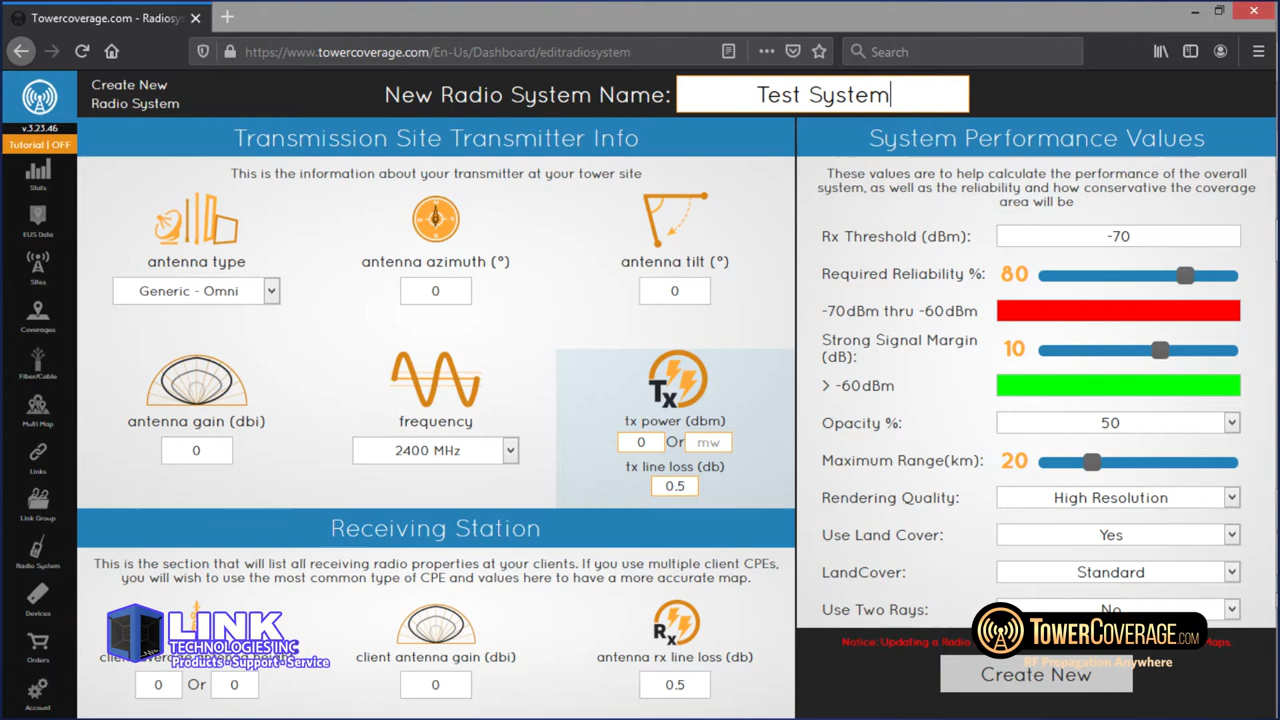 Towercoverage.com - Radiosys
https://www.towercoverage.com/En-Us/Dashboard/editradiosystem
Search
Create New
Radio System
New Radio System Name:
Test System
v.3.23.46
Tutorial | OFF
Stats
EUS Data
Sites
Coverages
Fiber/Cable
Multi Map
Links
Link Group
Radio System
Devices
Orders
Account
Transmission Site Transmitter Info
This is the information about your transmitter at your tower site
antenna type
antenna azimuth (°)
antenna tilt (°)
Generic - Omni
0
0
Tx
antenna gain (dbi)
frequency
tx power (dbm)
0 Or mw
0
2400 MHz
tx line loss (db)
0.5
Receiving Station
This is the section that will list all receiving radio properties at your clients. If you use multiple client CPEs,
you will wish to use the most common type of CPE and values here to have a more accurate map.
Rx
LINK
TECHNOLOGIES INC
Products - Support - Service
client antenna gain (dbi)
antenna rx line loss (db)
0 Or 0
0
0.5
System Performance Values
These values are to help calculate the performance of the overall
system, as well as the reliability and how conservative the coverage
area will be
Rx Threshold (dBm):
-70
Required Reliability %:
80
-70dBm thru -60dBm
Strong Signal Margin
(dB):
10
> -60dBm
Opacity %:
50
Maximum Range(km):
20
Rendering Quality:
High Resolution
Use Land Cover:
Yes
LandCover:
Standard
Use Two Rays:
No
Notice: Updating a Radio
Maps.
TOWERCOVERAGE.COM
RF Propagation Anywhere
Create New